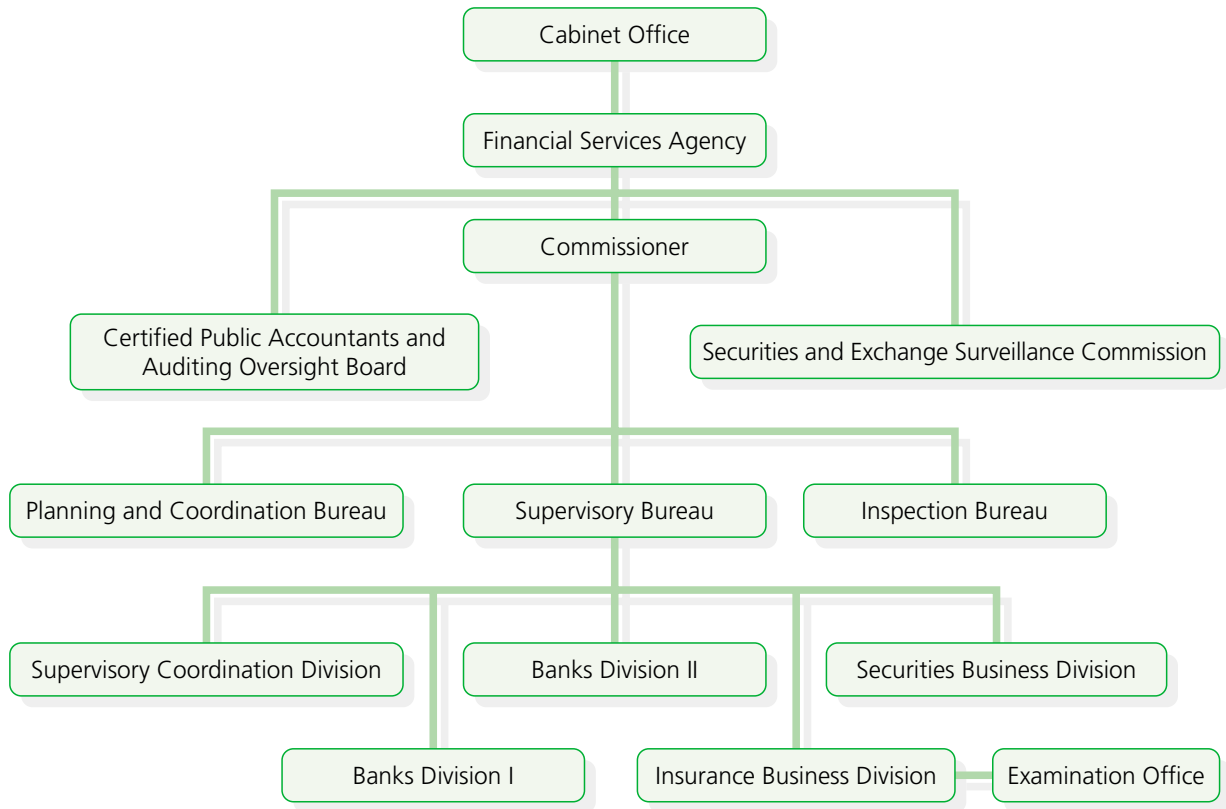 Cabinet Office
Financial Services Agency
Commissioner
Certified Public Accountants and
Auditing Oversight Board
Securities and Exchange Surveillance Commission
Planning and Coordination Bureau
Supervisory Bureau
Inspection Bureau
Supervisory Coordination Division
Banks Division II
Securities Business Division
Banks Division I
Insurance Business Division
Examination Office